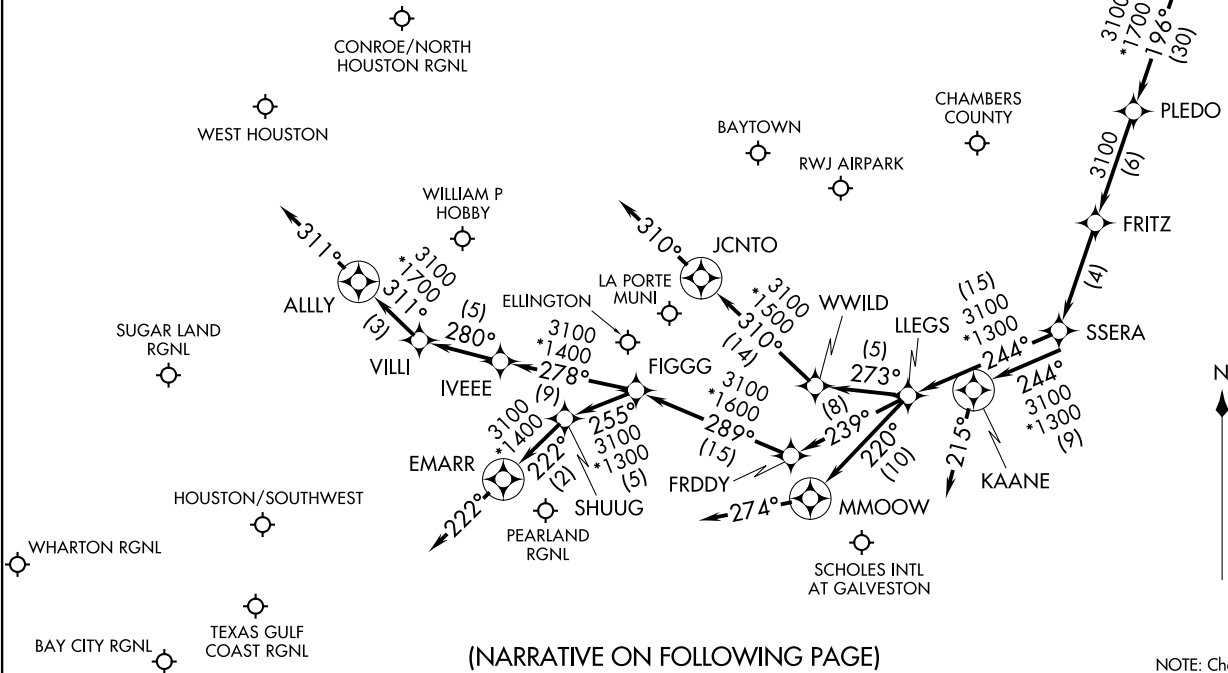 3100
*1700
196°
(30)
CONROE/NORTH
HOUSTON RGNL
WEST HOUSTON
CHAMBERS
COUNTY
PLEDO
BAYTOWN
RWJ AIRPARK
3100
(6)
WILLIAM P
HOBBY
FRITZ
311°
310°
JCNTO
(4)
ALLLY
3100
*1700
311°
(3)
LA PORTE
MUNI
3100
*1500
310°
(14)
WWILD
LLEGS
(15)
3100
*1300
244°
SSERA
SUGAR LAND
RGNL
(5)
280°
ELLINGTON
VILLI
IVEEE
3100
*1400
278°
(9)
FIGGG
(5)
273°
244°
3100
*1300
(9)
N
3100
*1600
289°
(15)
(8)
239°
3100
*1400
222°
(2)
255°
3100
*1300
(5)
220°
(10)
215°
KAANE
EMARR
FRDDY
SHUUG
222°
274°
MMOOW
HOUSTON/SOUTHWEST
PEARLAND
RGNL
WHARTON RGNL
SCHOLES INTL
AT GALVESTON
TEXAS GULF
COAST RGNL
BAY CITY RGNL
(NARRATIVE ON FOLLOWING PAGE)
NOTE: Ch